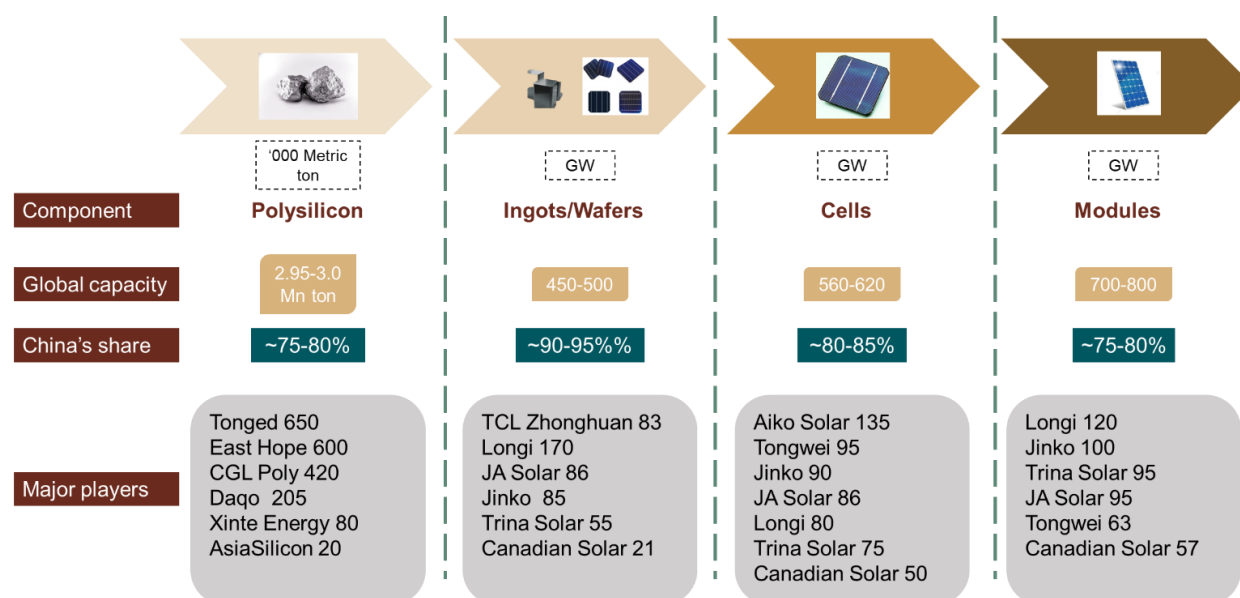 ‘000 Metric
ton
GW
GW
GW
Component
Polysilicon
Ingots/Wafers
Cells
Modules
Global capacity
2.95-3.0
Mn ton
450-500
560-620
700-800
China’s share
~75-80%
~90-95%%
~80-85%
~75-80%
Major players
Tonged 650
East Hope 600
CGL Poly 420
Daqo 205
Xinte Energy 80
AsiaSilicon 20
TCL Zhonghuan 83
Longi 170
JA Solar 86
Jinko 85
Trina Solar 55
Canadian Solar 21
Aiko Solar 135
Tongwei 95
Jinko 90
JA Solar 86
Longi 80
Trina Solar 75
Canadian Solar 50
Longi 120
Jinko 100
Trina Solar 95
JA Solar 95
Tongwei 63
Canadian Solar 57